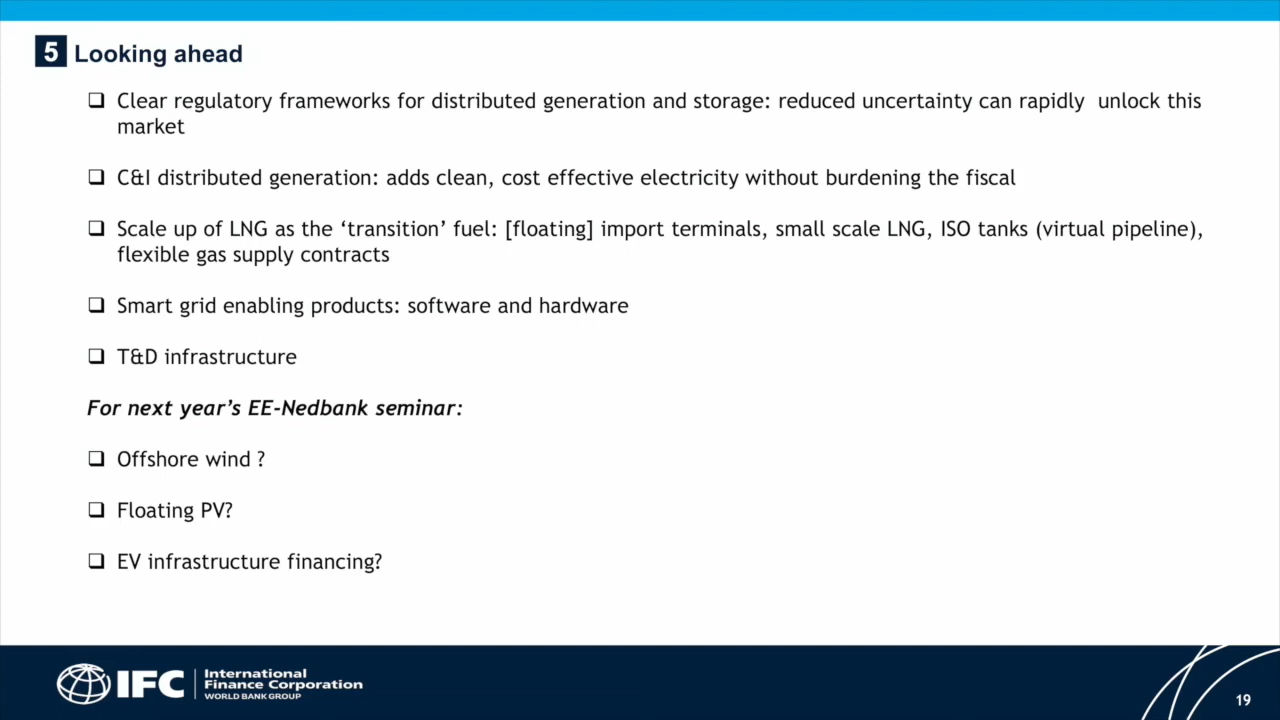 5 Looking ahead
❑ Clear regulatory frameworks for distributed generation and storage: reduced uncertainty can rapidly unlock this
market
❑ C&I distributed generation: adds clean, cost effective electricity without burdening the fiscal
❑ Scale up of LNG as the ‘transition’ fuel: [floating] import terminals, small scale LNG, ISO tanks (virtual pipeline),
flexible gas supply contracts
❑ Smart grid enabling products: software and hardware
❑ T&D infrastructure
For next year’s EE-Nedbank seminar:
❑ Offshore wind ?
❑ Floating PV?
❑ EV infrastructure financing?
IFC
International
Finance Corporation
WORLD BANK GROUP
19